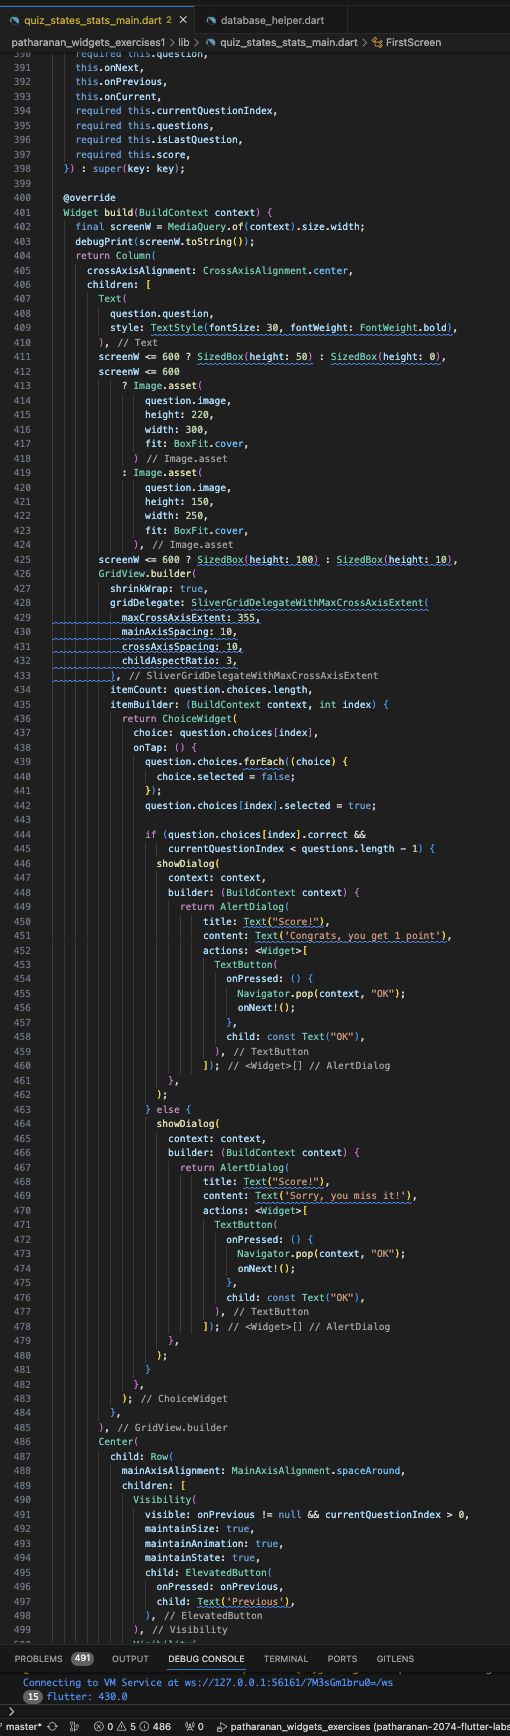 quiz_states_stats_main.dart 2 × database_helper.dart
patharanan_widgets_exercises1 > lib > quiz_states_stats_main.dart > FirstScreen
390 required this.question,
391 this.onNext,
392 this.onPrevious,
393 this.onCurrent,
394 required this.currentQuestionIndex,
395 required this.questions,
396 required this.isLastQuestion,
397 required this.score,
398 }) : super(key: key);
399
400 @override
401 Widget build(BuildContext context) {
402 final screenW = MediaQuery.of(context).size.width;
403 debugPrint(screenW.toString());
404 return Column(
405 crossAxisAlignment: CrossAxisAlignment.center,
406 children: [
407 Text(
408 question.question,
409 style: TextStyle(fontSize: 30, fontWeight: FontWeight.bold),
410 ), // Text
411 screenW <= 600 ? SizedBox(height: 50) : SizedBox(height: 0),
412 screenW <= 600
413 ? Image.asset(
414 question.image,
415 height: 220,
416 width: 300,
417 fit: BoxFit.cover,
418 ) // Image.asset
419 : Image.asset(
420 question.image,
421 height: 150,
422 width: 250,
423 fit: BoxFit.cover,
424 ), // Image.asset
425 screenW <= 600 ? SizedBox(height: 100) : SizedBox(height: 10),
426 GridView.builder(
427 shrinkWrap: true,
428 gridDelegate: SliverGridDelegateWithMaxCrossAxisExtent(
429 maxCrossAxisExtent: 355,
430 mainAxisSpacing: 10,
431 crossAxisSpacing: 10,
432 childAspectRatio: 3,
433 ), // SliverGridDelegateWithMaxCrossAxisExtent
434 itemCount: question.choices.length,
435 itemBuilder: (BuildContext context, int index) {
436 return ChoiceWidget(
437 choice: question.choices[index],
438 onTap: () {
439 question.choices.forEach((choice) {
440 choice.selected = false;
441 });
442 question.choices[index].selected = true;
443
444 if (question.choices[index].correct &&
445 currentQuestionIndex < questions.length - 1) {
446 showDialog(
447 context: context,
448 builder: (BuildContext context) {
449 return AlertDialog(
450 title: Text("Score!"),
451 content: Text('Congrats, you get 1 point'),
452 actions: <Widget>[
453 TextButton(
454 onPressed: () {
455 Navigator.pop(context, "OK");
456 onNext!();
457 },
458 child: const Text("OK"),
459 ), // TextButton
460 ]); // <Widget>[] // AlertDialog
461 },
462 );
463 } else {
464 showDialog(
465 context: context,
466 builder: (BuildContext context) {
467 return AlertDialog(
468 title: Text("Score!"),
469 content: Text('Sorry, you miss it!'),
470 actions: <Widget>[
471 TextButton(
472 onPressed: () {
473 Navigator.pop(context, "OK");
474 onNext!();
475 },
476 child: const Text("OK"),
477 ), // TextButton
478 ]); // <Widget>[] // AlertDialog
479 },
480 );
481 }
482 },
483 ); // ChoiceWidget
484 },
485 ), // GridView.builder
486 Center(
487 child: Row(
488 mainAxisAlignment: MainAxisAlignment.spaceAround,
489 children: [
490 Visibility(
491 visible: onPrevious != null && currentQuestionIndex > 0,
492 maintainSize: true,
493 maintainAnimation: true,
494 maintainState: true,
495 child: ElevatedButton(
496 onPressed: onPrevious,
497 child: Text('Previous'),
498 ), // ElevatedButton
499 ), // Visibility
500 Visibility(
PROBLEMS 491 OUTPUT DEBUG CONSOLE TERMINAL PORTS GITLENS
Connecting to VM Service at ws://127.0.0.1:56161/7M3sGm1bru0=/ws
15 flutter: 430.0
>
master* 0 5 486 0 patharanan_widgets_exercises (patharanan-2074-flutter-labs